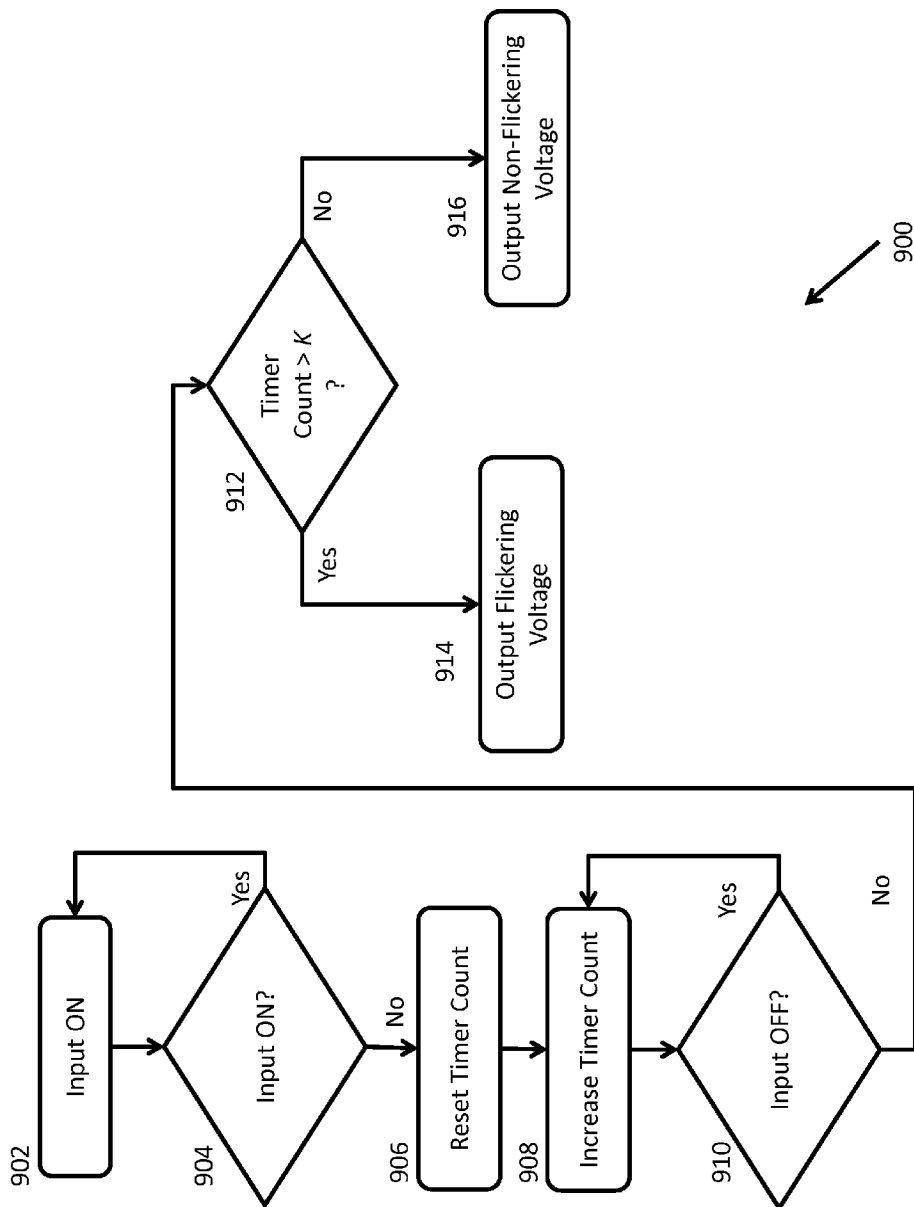 902
Input ON
904
Input ON?
Yes
No
906
Reset Timer Count
908
Increase Timer Count
910
Input OFF?
Yes
No
912
Timer
Count > K
?
Yes
No
914
Output Flickering
Voltage
916
Output Non-Flickering
Voltage
900